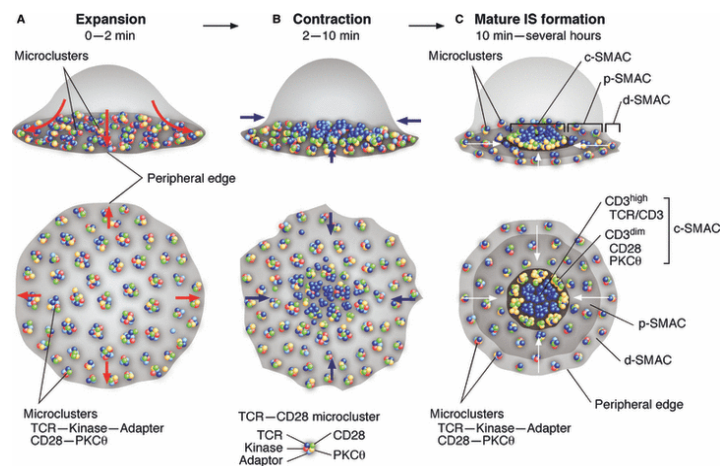 A Expansion
0—2 min
B Contraction
2—10 min
C Mature IS formation
10 min—several hours
Microclusters
Microclusters
c-SMAC
p-SMAC
d-SMAC
Peripheral edge
CD3high
TCR/CD3
CD3dim
CD28
PKCθ
c-SMAC
p-SMAC
d-SMAC
Peripheral edge
Microclusters
TCR—Kinase—Adapter
CD28—PKCθ
TCR—CD28 microcluster
TCR
Kinase
Adaptor
CD28
PKCθ
Microclusters
TCR—Kinase—Adapter
CD28—PKCθ